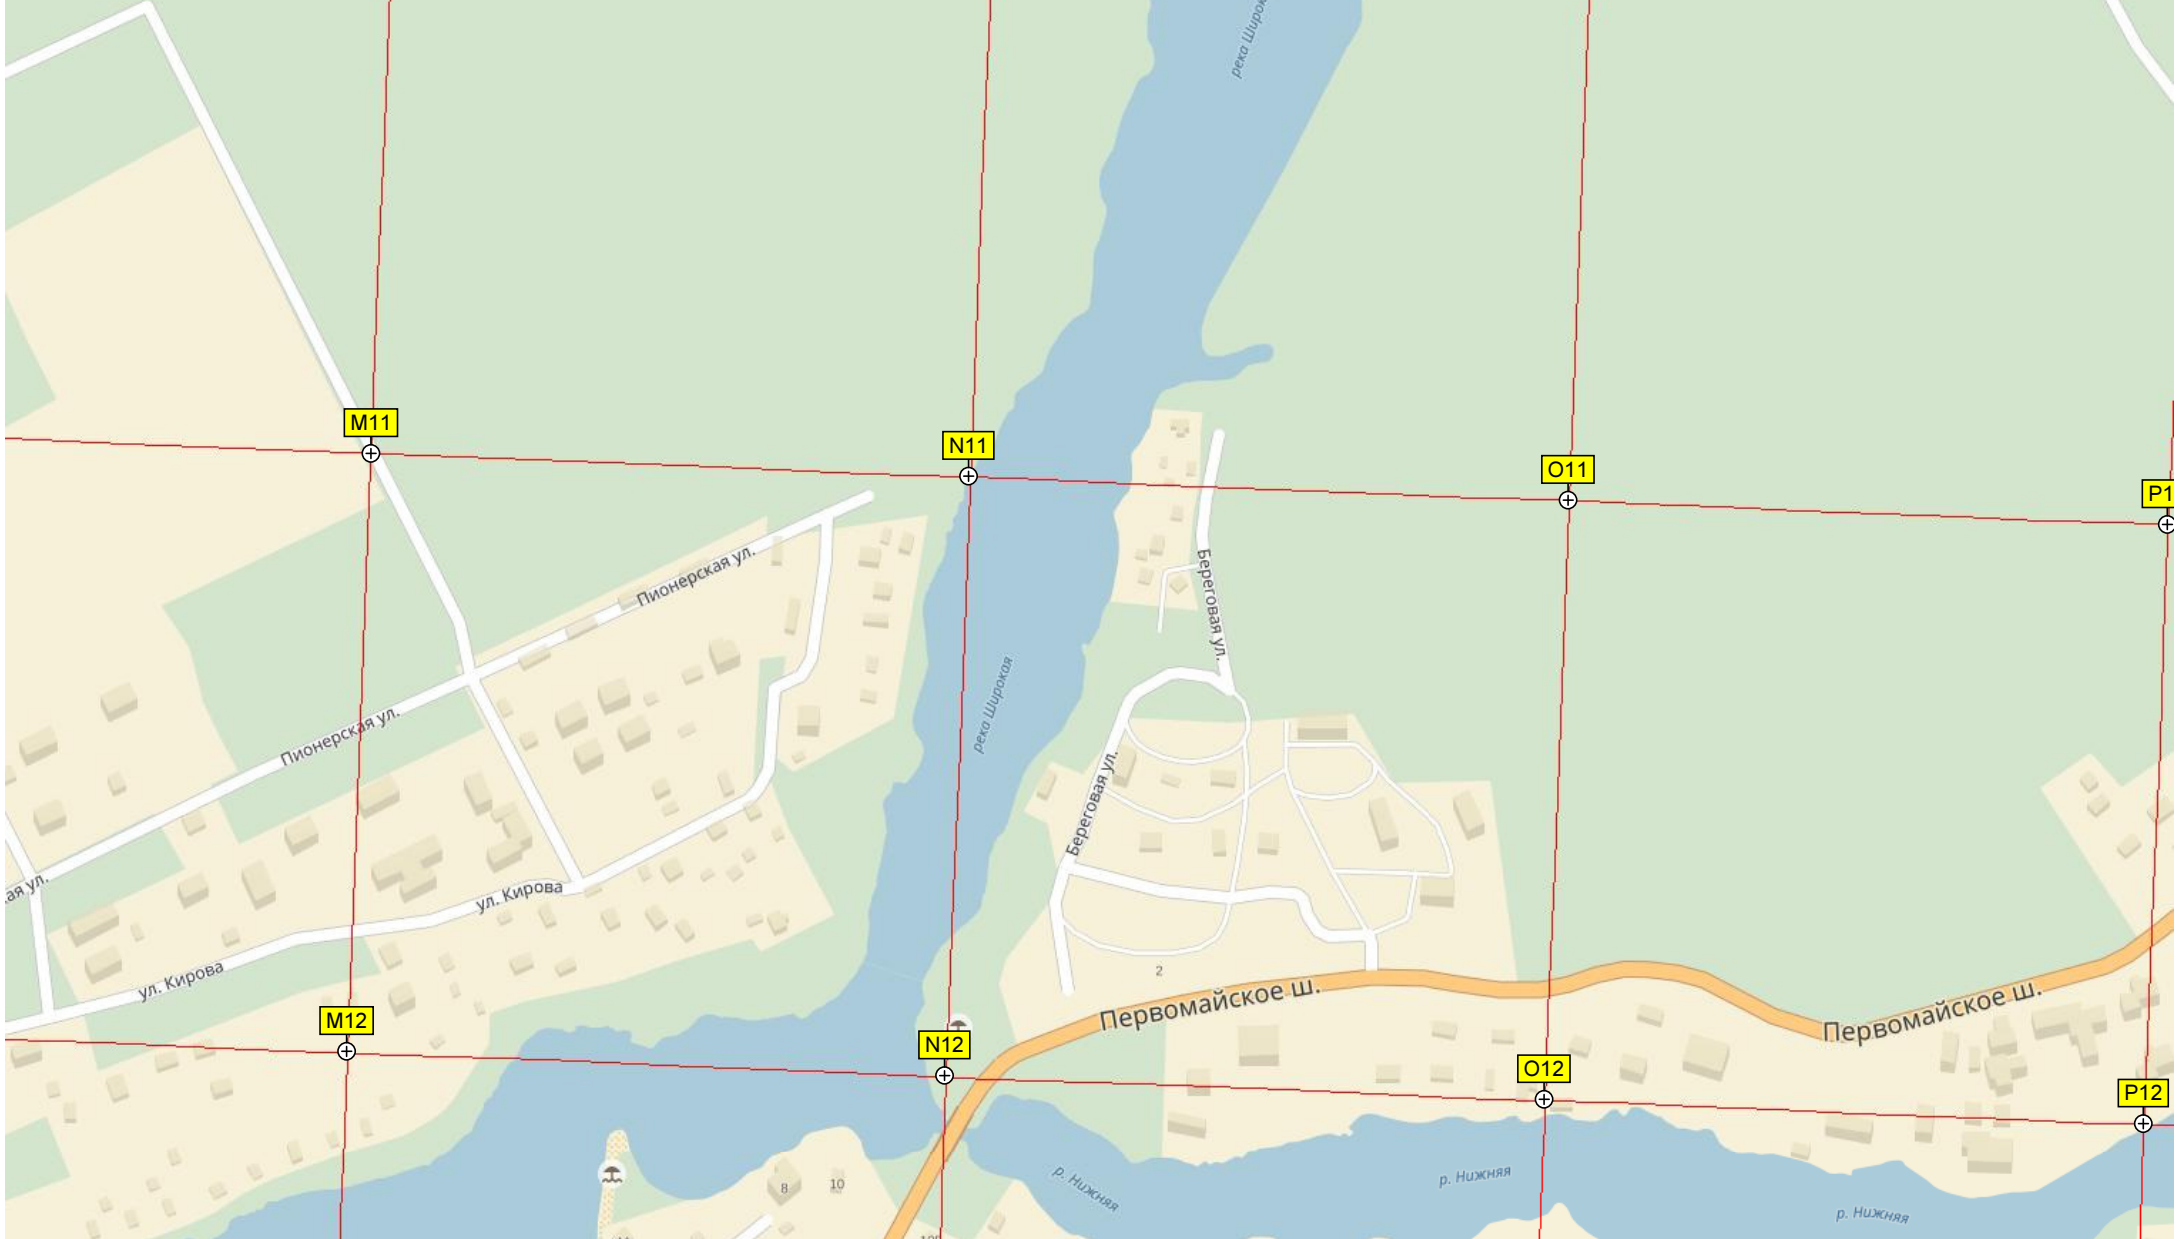 река Широк
M11
N11
O11
P1
Пионерская ул.
Береговая ул.
река Широкая
Пионерская ул.
Береговая ул.
ая ул.
ул. Кирова
ул. Кирова
2
Первомайское ш.
Первомайское ш.
M12
N12
O12
P12
р. Нижняя
р. Нижняя
р. Нижняя
8
10